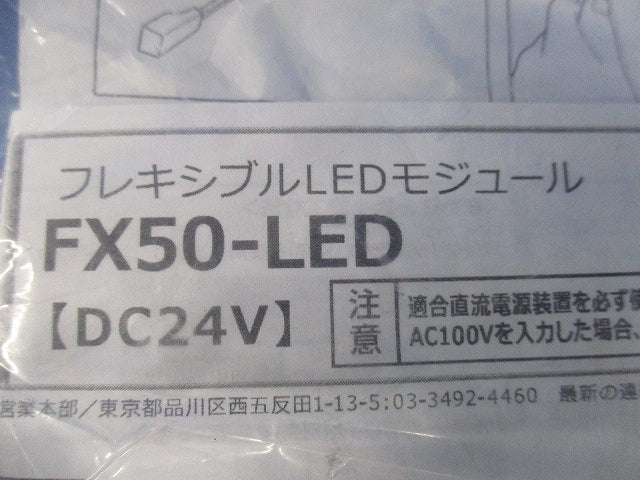 フレキシブルLEDモジュール
FX50-LED
【DC24V】
注意
適合直流電源装置を必ず
AC100Vを入力した場合、
営業本部／東京都品川区西五反田1-13-5:03-3492-4460 最新の